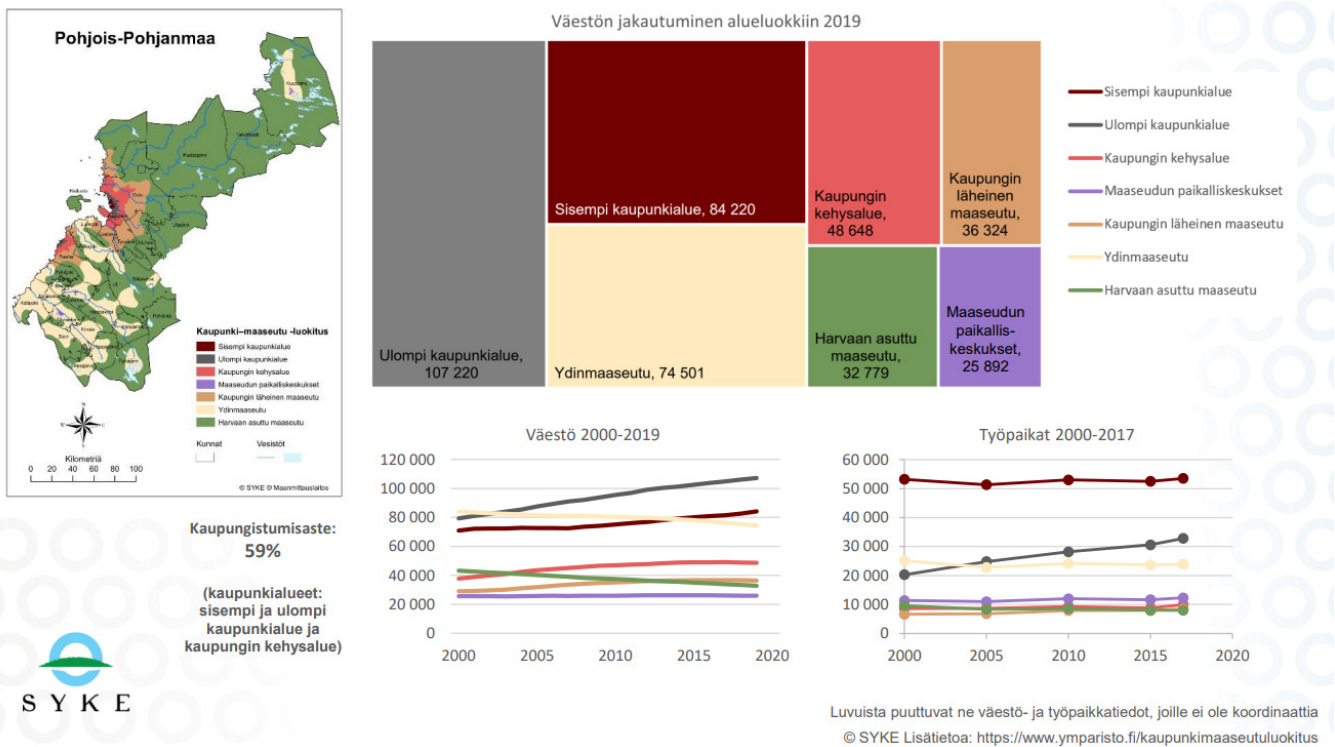 Pohjois-Pohjanmaa
Kaupunki–maaseutu -luokitus
Sisempi kaupunkialue
Ulompi kaupunkialue
Kaupungin kehysalue
Maaseudun paikalliskeskukset
Kaupungin läheinen maaseutu
Ydinmaaseutu
Harvaan asuttu maaseutu
Kunnat Vesistöt
Kilometriä
0 20 40 60 80 100
© SYKE © Maanmittauslaitos
Kaupungistumisaste:
59%
(kaupunkialueet:
sisempi ja ulompi
kaupunkialue ja
kaupungin kehysalue)
SYKE
Väestön jakautuminen alueluokkiin 2019
Ulompi kaupunkialue,
107 220
Sisempi kaupunkialue, 84 220
Ydinmaaseutu, 74 501
Kaupungin
kehysalue,
48 648
Kaupungin
läheinen
maaseutu,
36 324
Harvaan asuttu
maaseutu,
32 779
Maaseudun
paikallis-
keskukset,
25 892
Sisempi kaupunkialue
Ulompi kaupunkialue
Kaupungin kehysalue
Maaseudun paikalliskeskukset
Kaupungin läheinen maaseutu
Ydinmaaseutu
Harvaan asuttu maaseutu
Väestö 2000-2019
120 000
100 000
80 000
60 000
40 000
20 000
0
2000 2005 2010 2015 2020
Työpaikat 2000-2017
60 000
50 000
40 000
30 000
20 000
10 000
0
2000 2005 2010 2015 2020
Luvuista puuttuvat ne väestö- ja työpaikkatiedot, joille ei ole koordinaattia
© SYKE Lisätietoa: https://www.ymparisto.fi/kaupunkimaaseutuluokitus